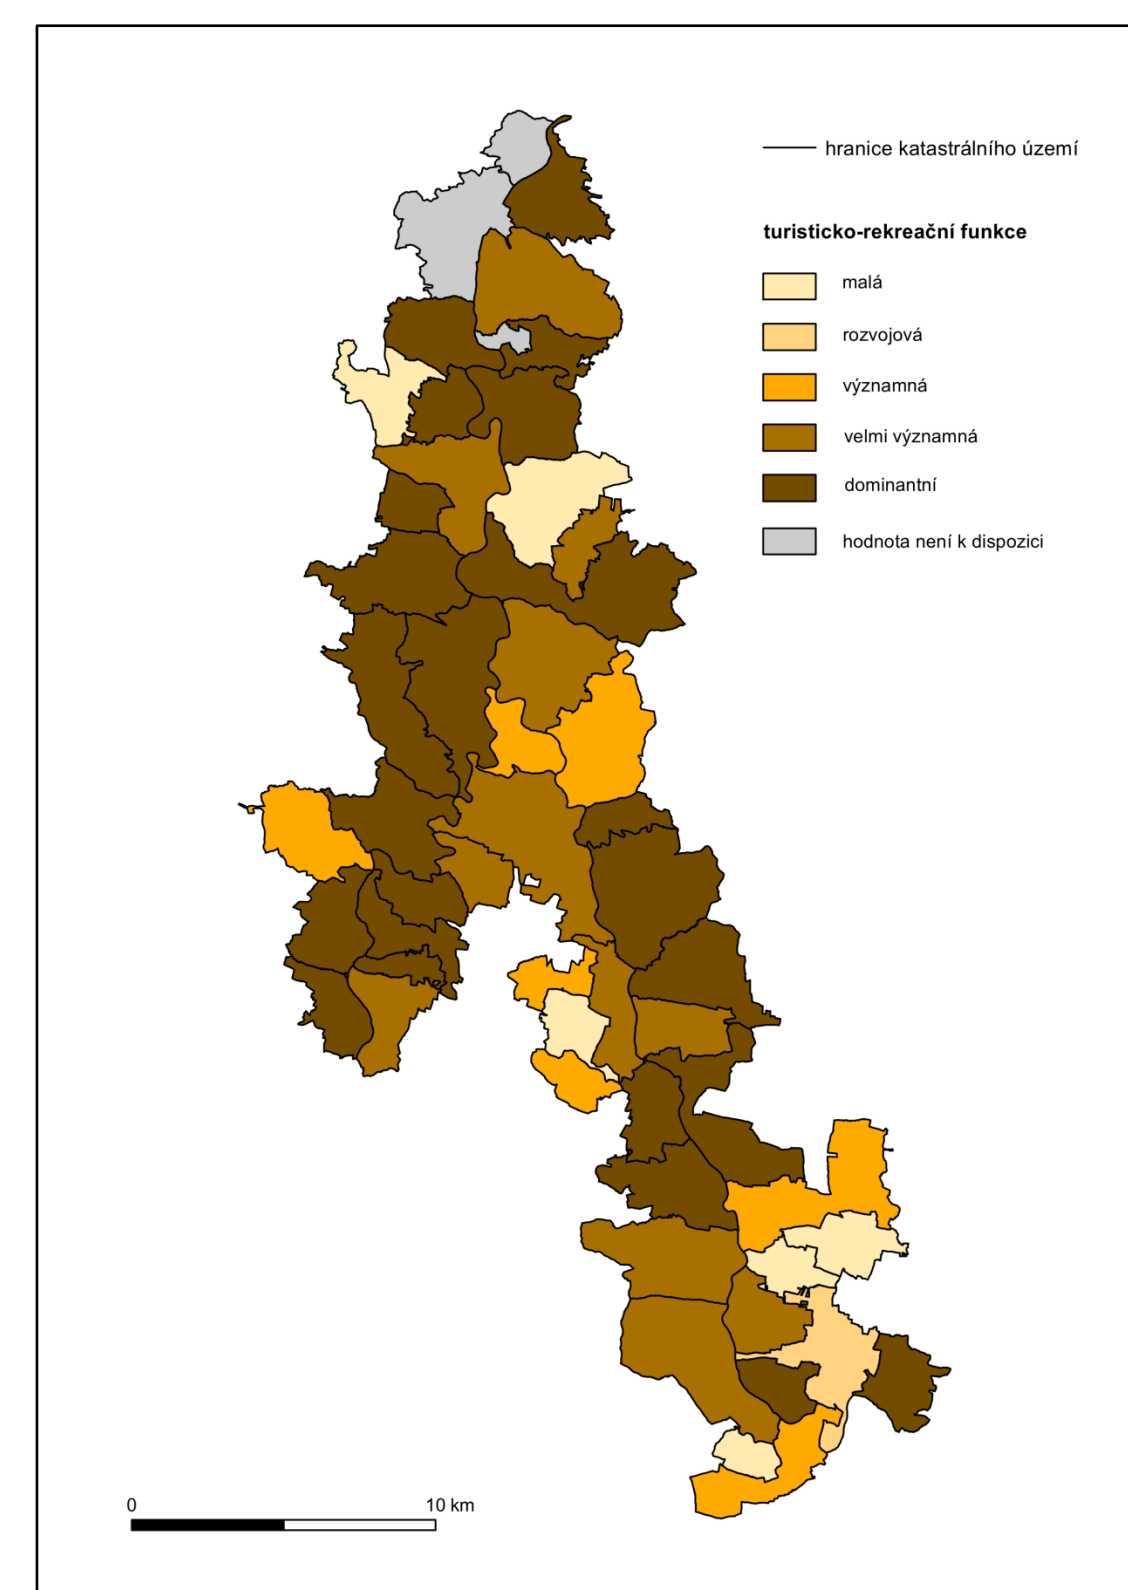 hranice katastrálního území
turisticko-rekreační funkce
malá
rozvojová
významná
velmi významná
dominantní
hodnota není k dispozici
0 10 km